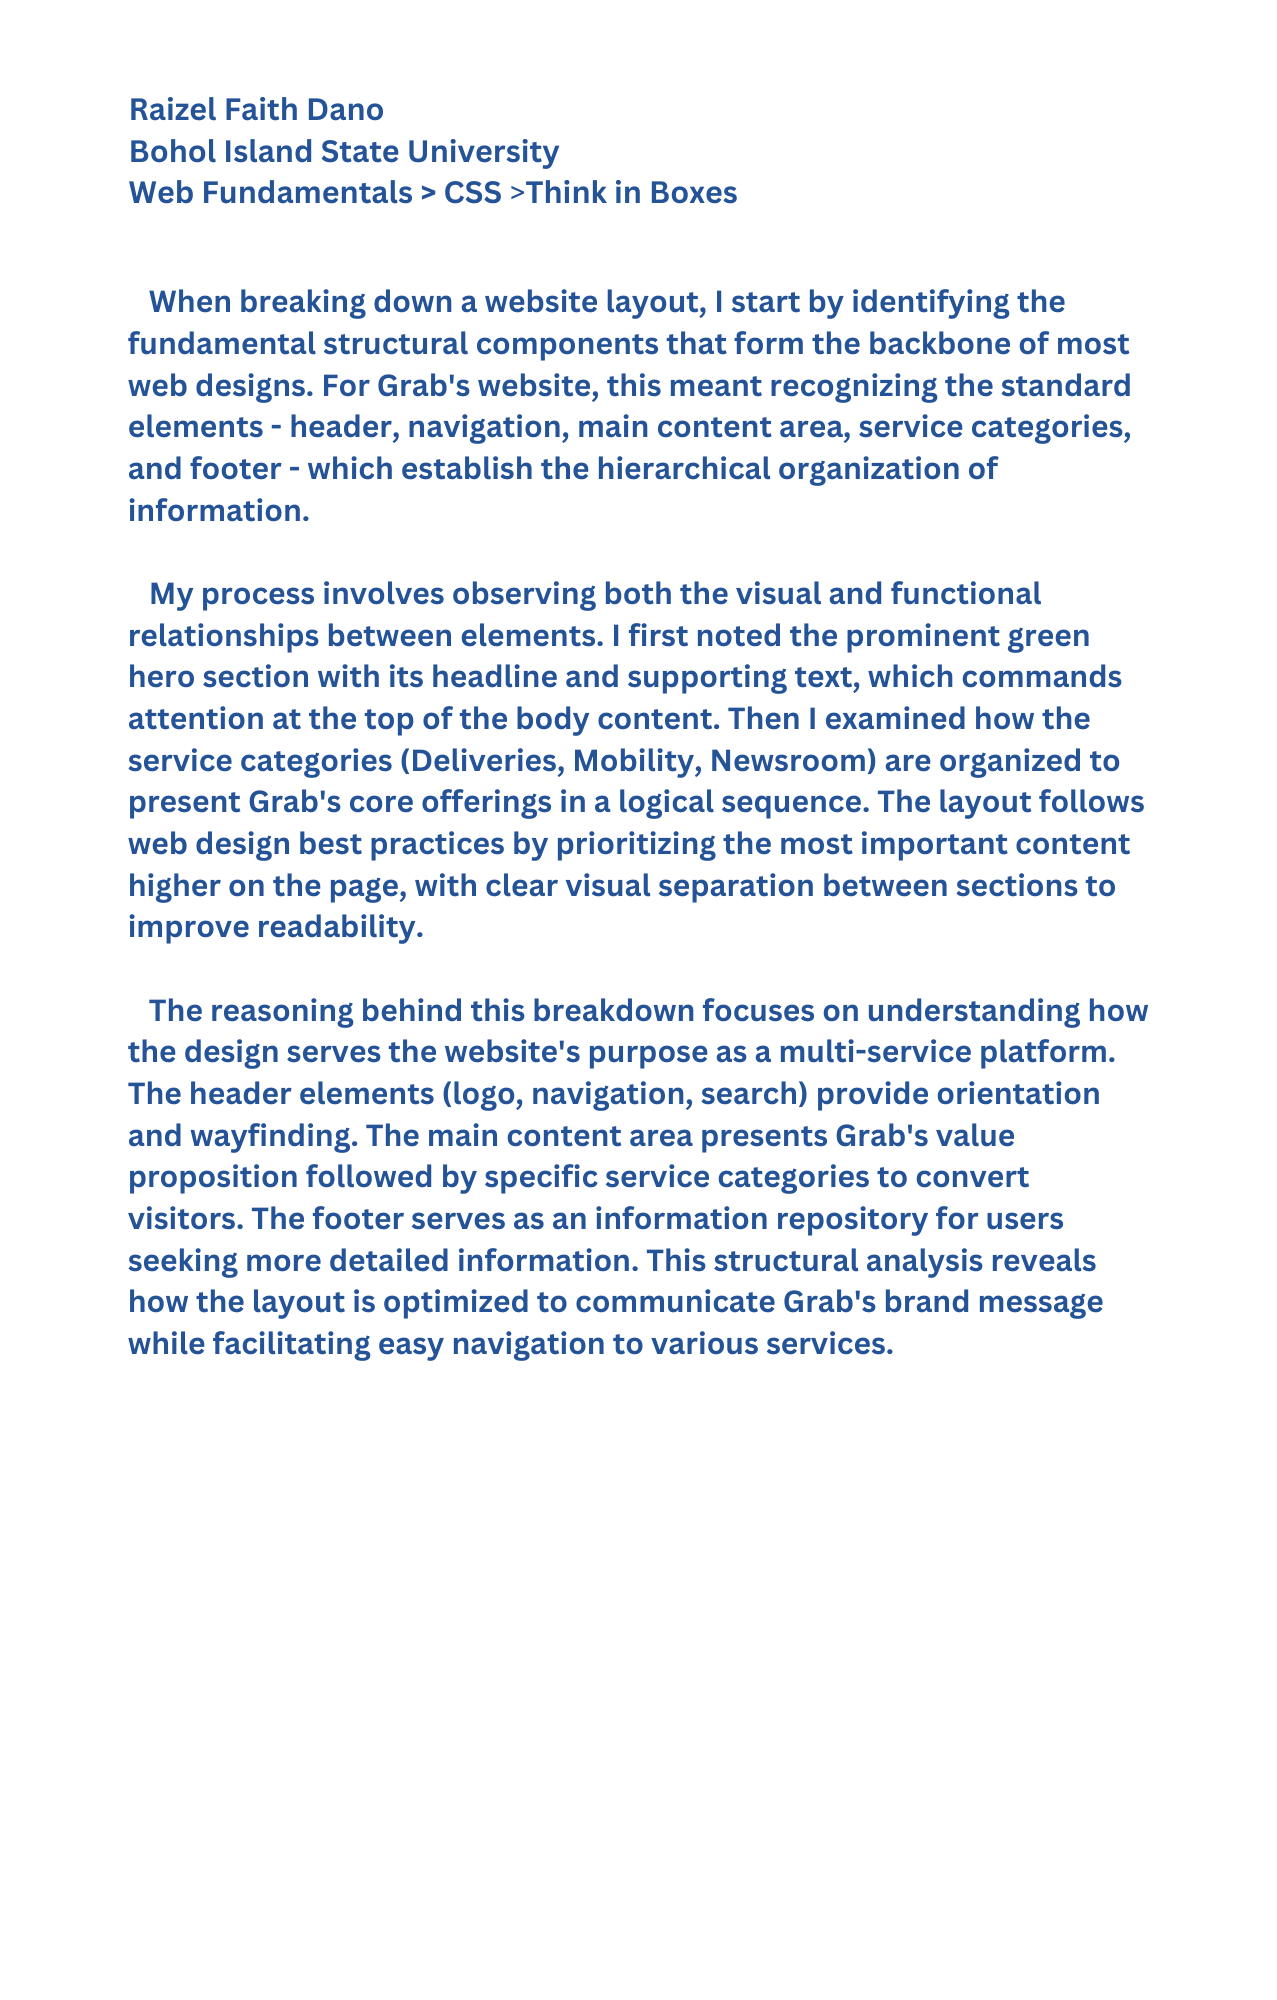 Raizel Faith Dano
Bohol Island State University
Web Fundamentals > CSS >Think in Boxes
When breaking down a website layout, I start by identifying the
fundamental structural components that form the backbone of most
web designs. For Grab's website, this meant recognizing the standard
elements - header, navigation, main content area, service categories,
and footer - which establish the hierarchical organization of
information.
My process involves observing both the visual and functional
relationships between elements. I first noted the prominent green
hero section with its headline and supporting text, which commands
attention at the top of the body content. Then I examined how the
service categories (Deliveries, Mobility, Newsroom) are organized to
present Grab's core offerings in a logical sequence. The layout follows
web design best practices by prioritizing the most important content
higher on the page, with clear visual separation between sections to
improve readability.
The reasoning behind this breakdown focuses on understanding how
the design serves the website's purpose as a multi-service platform.
The header elements (logo, navigation, search) provide orientation
and wayfinding. The main content area presents Grab's value
proposition followed by specific service categories to convert
visitors. The footer serves as an information repository for users
seeking more detailed information. This structural analysis reveals
how the layout is optimized to communicate Grab's brand message
while facilitating easy navigation to various services.